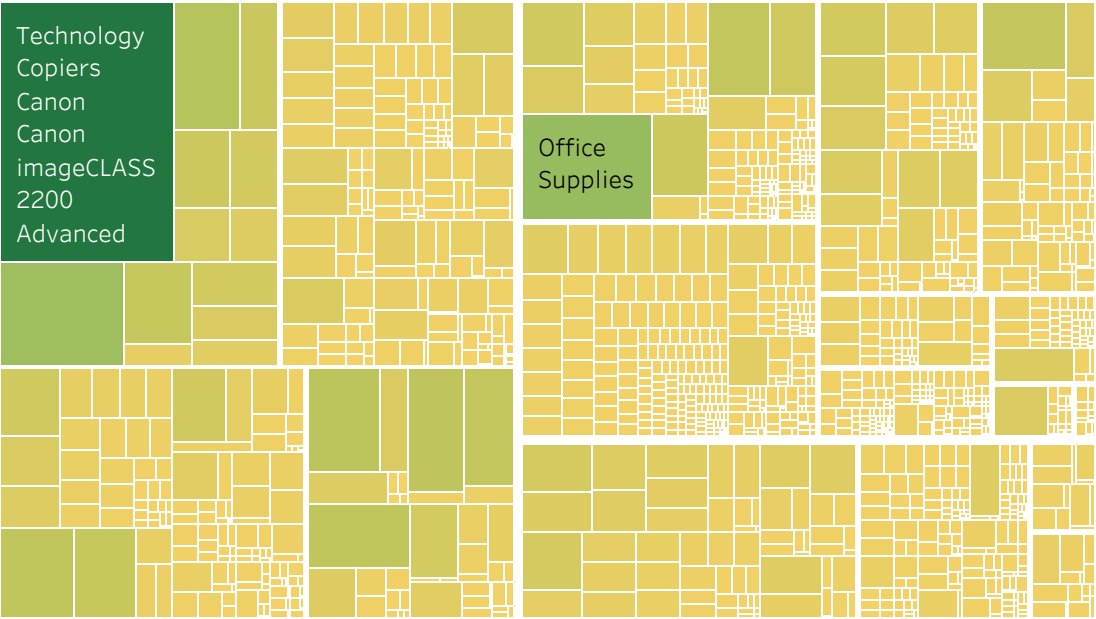 Technology
Copiers
Canon
Canon
imageCLASS
2200
Advanced
Office
Supplies